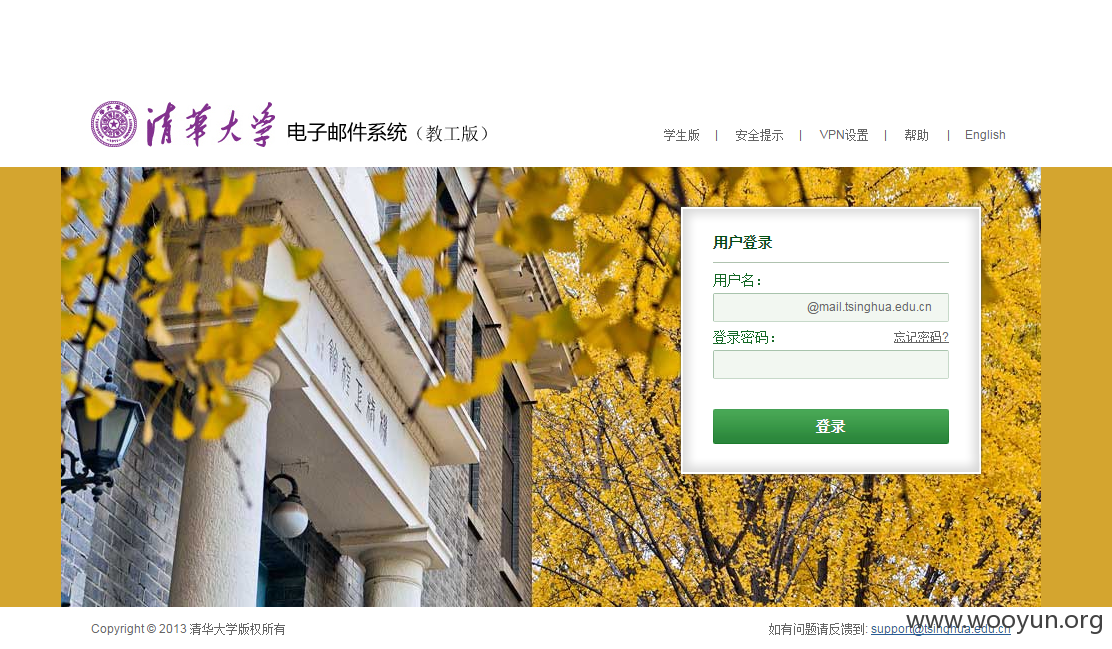 清華大学 电子邮件系统（教工版）
学生版 | 安全提示 | VPN设置 | 帮助 | English
用户登录
用户名：
@mail.tsinghua.edu.cn
登录密码： 忘记密码?
登录
Copyright © 2013 清华大学版权所有
如有问题请反馈到: support@tsinghua.edu.cn
www.wooyun.org